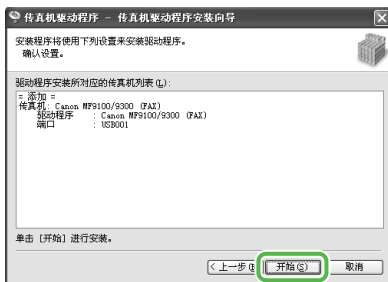 传真机驱动程序 - 传真机驱动程序安装向导
安装程序将使用下列设置来安装驱动程序。
确认设置。
驱动程序安装所对应的传真机列表(L):
= 添加 =
传真机: Canon MF9100/9300 (FAX)
驱动程序 : Canon MF9100/9300 (FAX)
端口 : USB001
单击 [开始] 进行安装。
< 上一步(B) 开始(S) 取消